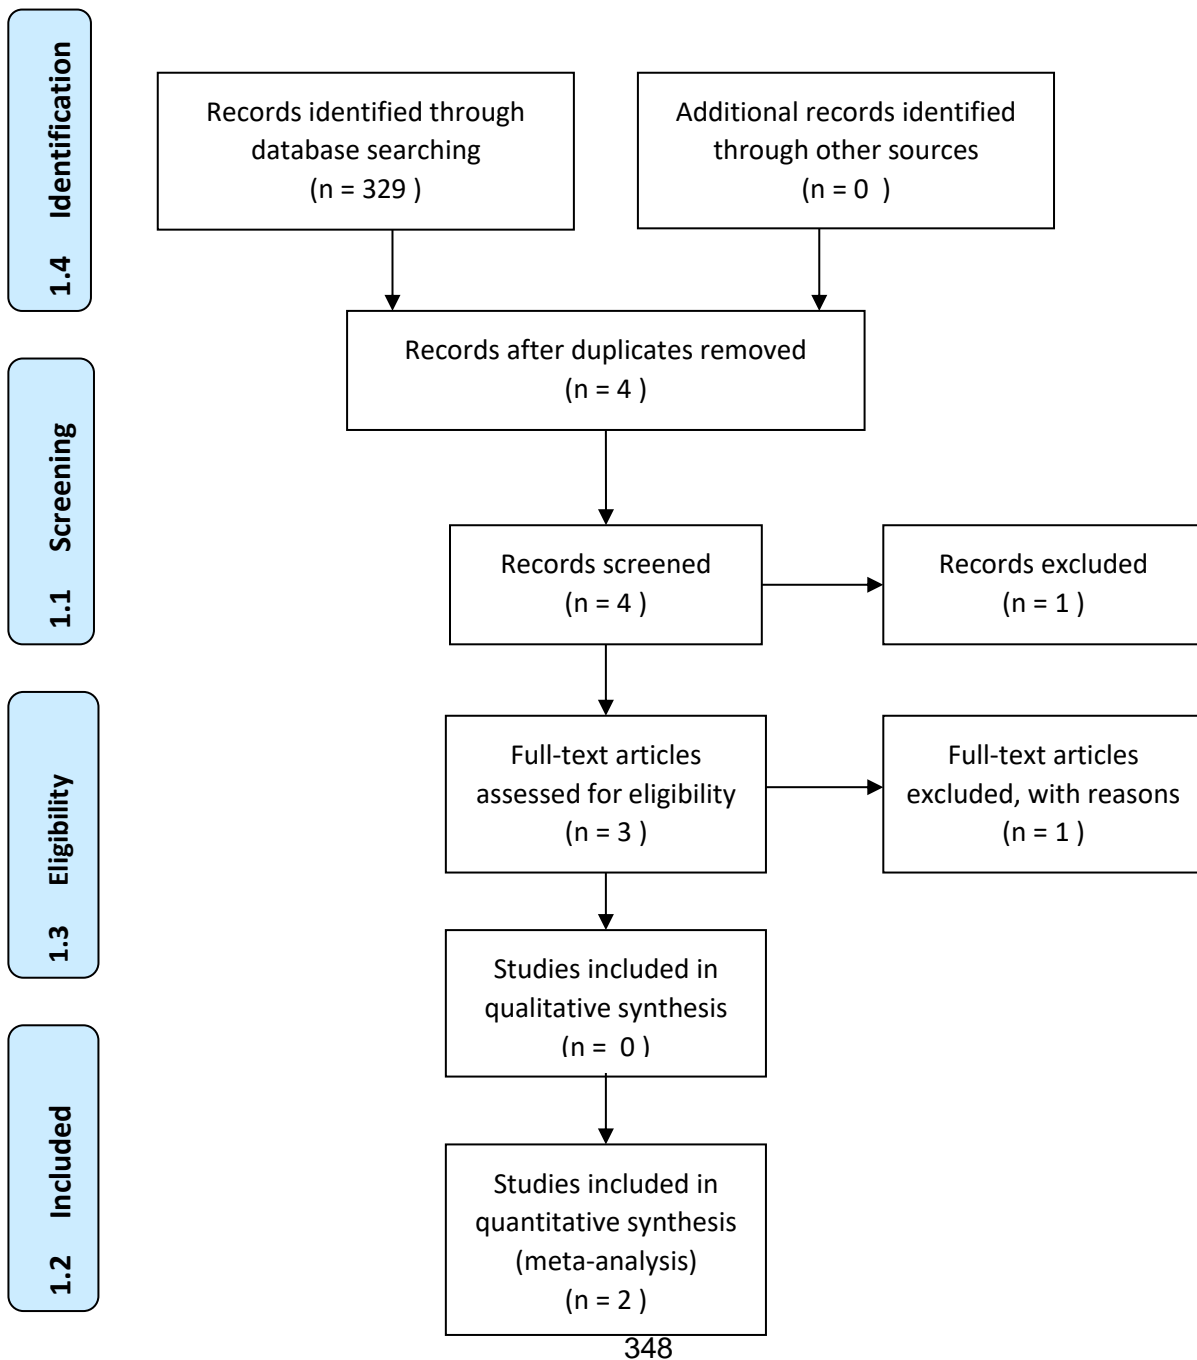 1.4 Identification
Records identified through
database searching
(n = 329 )
Additional records identified
through other sources
(n = 0 )
Records after duplicates removed
(n = 4 )
1.1 Screening
Records screened
(n = 4 )
Records excluded
(n = 1 )
1.3 Eligibility
Full-text articles
assessed for eligibility
(n = 3 )
Full-text articles
excluded, with reasons
(n = 1 )
Studies included in
qualitative synthesis
(n = 0 )
1.2 Included
Studies included in
quantitative synthesis
(meta-analysis)
(n = 2 )
348